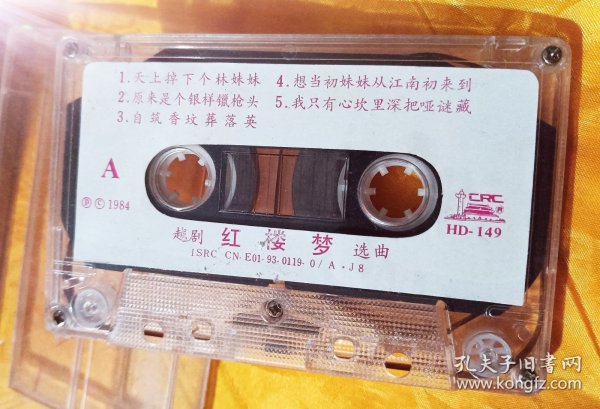 1.天上掉下个林妹妹
2.原来是个银样镴枪头
3.自筑香坟葬落英
4.想当初妹妹从江南初来到
5.我只有心坎里深把哑谜藏
A
Ⓟ © 1984
CRC
HD-149
越剧 红楼梦 选曲
ISRC CN-E01-93-0119-0/A·J8
孔夫子旧书网
www.kongfz.com